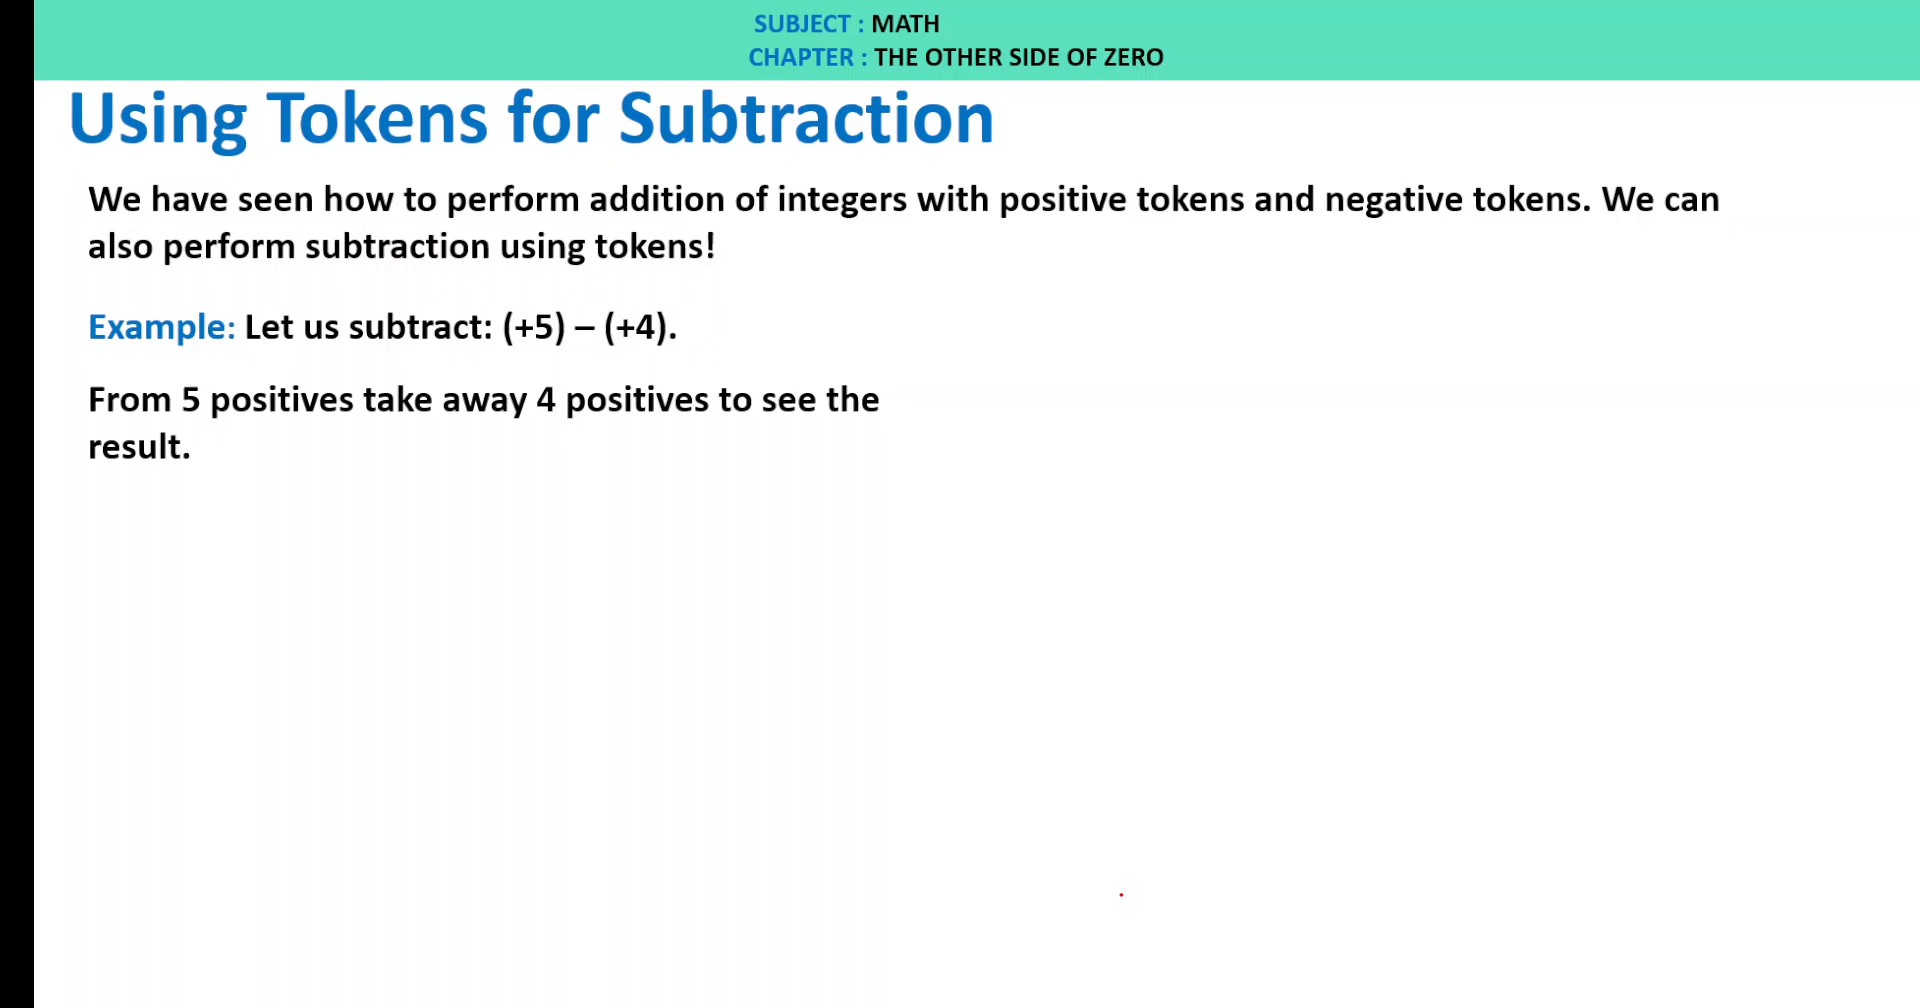 SUBJECT : MATH
CHAPTER : THE OTHER SIDE OF ZERO
Using Tokens for Subtraction
We have seen how to perform addition of integers with positive tokens and negative tokens. We can
also perform subtraction using tokens!
Example: Let us subtract: (+5) – (+4).
From 5 positives take away 4 positives to see the
result.